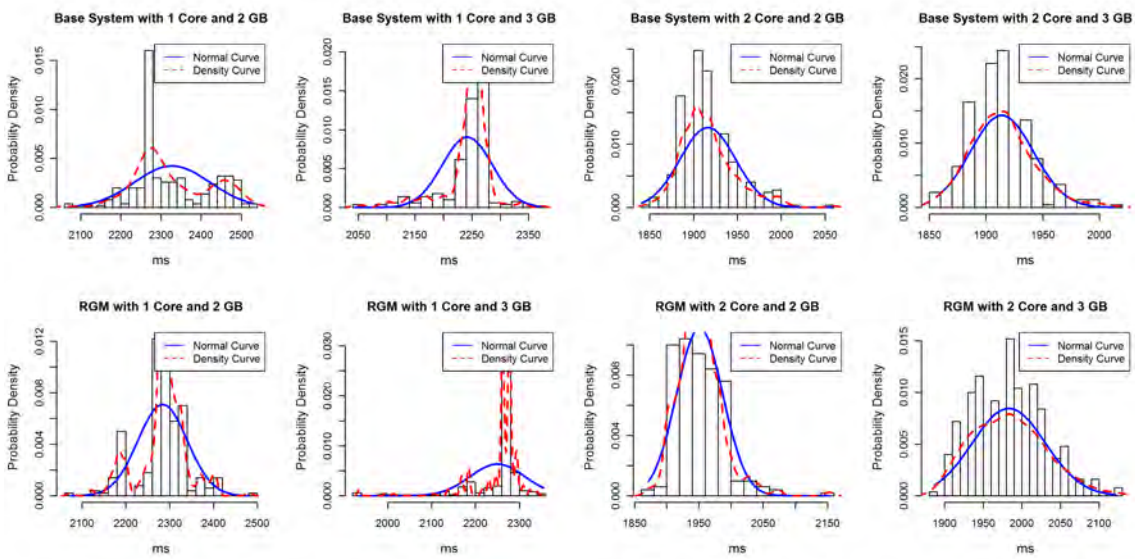 Base System with 1 Core and 2 GB
Probability Density
0.000 0.005 0.010 0.015
Normal Curve
Density Curve
2100 2200 2300 2400 2500
ms
Base System with 1 Core and 3 GB
Probability Density
0.000 0.005 0.010 0.015 0.020
Normal Curve
Density Curve
2050 2150 2250 2350
ms
Base System with 2 Core and 2 GB
Probability Density
0.000 0.010 0.020
Normal Curve
Density Curve
1850 1900 1950 2000 2050
ms
Base System with 2 Core and 3 GB
Probability Density
0.000 0.010 0.020
Normal Curve
Density Curve
1850 1900 1950 2000
ms
RGM with 1 Core and 2 GB
Probability Density
0.000 0.004 0.008 0.012
Normal Curve
Density Curve
2100 2200 2300 2400 2500
ms
RGM with 1 Core and 3 GB
Probability Density
0.000 0.005 0.010 0.015 0.020 0.025 0.030
Normal Curve
Density Curve
2000 2100 2200 2300
ms
RGM with 2 Core and 2 GB
Probability Density
0.000 0.002 0.004 0.006 0.008
Normal Curve
Density Curve
1850 1950 2050 2150
ms
RGM with 2 Core and 3 GB
Probability Density
0.000 0.005 0.010 0.015
Normal Curve
Density Curve
1900 1950 2000 2050 2100
ms